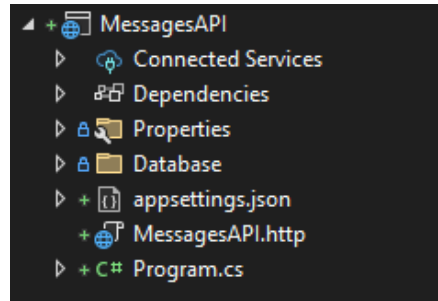 MessagesAPI
Connected Services
Dependencies
Properties
Database
appsettings.json
MessagesAPI.http
C# Program.cs